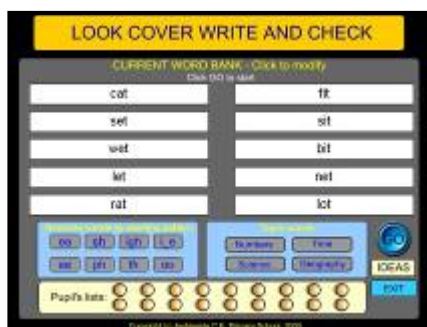 LOOK COVER WRITE AND CHECK
CURRENT WORD BANK - Click to modify
Click GO to start
cat fit
set sit
wet bit
let net
rat lot
ea gh igh i_e
Numbers Time
ph th
Science Geography
GO
IDEAS
EXIT
Pupil's lists: